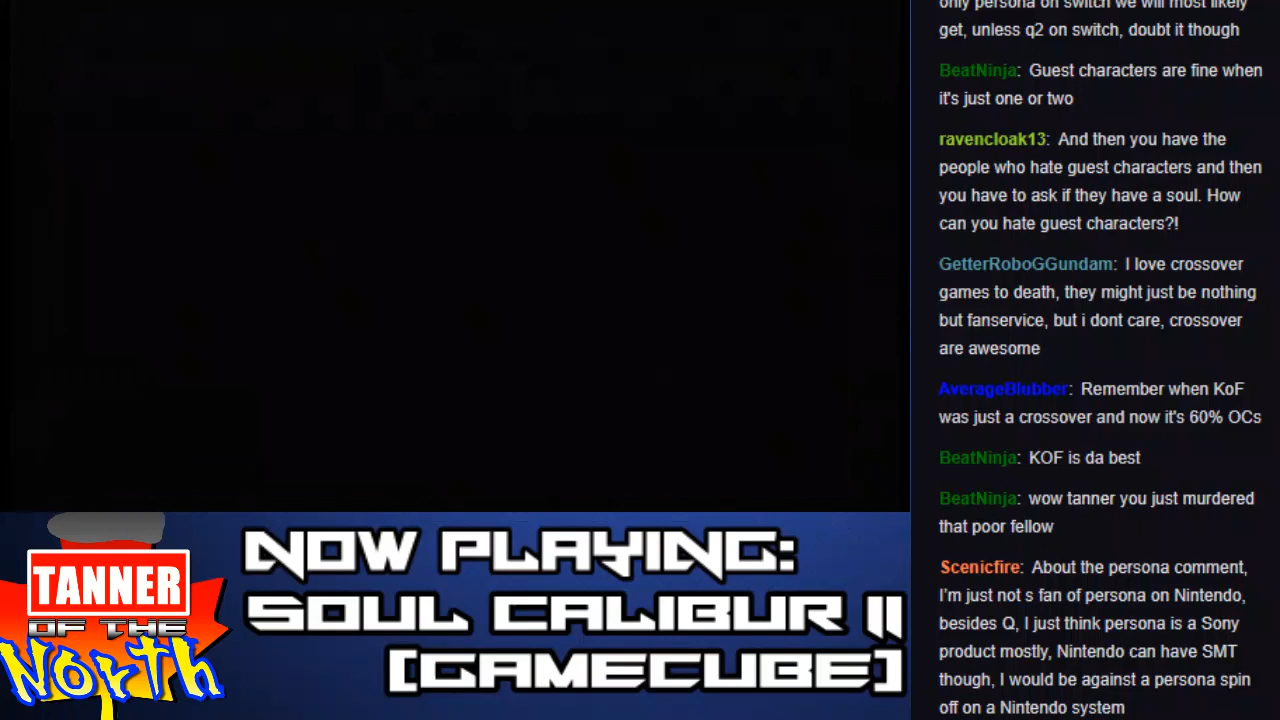 only persona on switch we will most likely
get, unless q2 on switch, doubt it though
BeatNinja: Guest characters are fine when
it's just one or two
ravencloak13: And then you have the
people who hate guest characters and then
you have to ask if they have a soul. How
can you hate guest characters?!
GetterRoboGGundam: I love crossover
games to death, they might just be nothing
but fanservice, but i dont care, crossover
are awesome
AverageBlubber: Remember when KoF
was just a crossover and now it's 60% OCs
BeatNinja: KOF is da best
BeatNinja: wow tanner you just murdered
that poor fellow
Scenicfire: About the persona comment,
I'm just not s fan of persona on Nintendo,
besides Q, I just think persona is a Sony
product mostly, Nintendo can have SMT
though, I would be against a persona spin
off on a Nintendo system
TANNER
OF THE
North
NOW PLAYING:
SOUL CALIBUR II
[GAMECUBE]